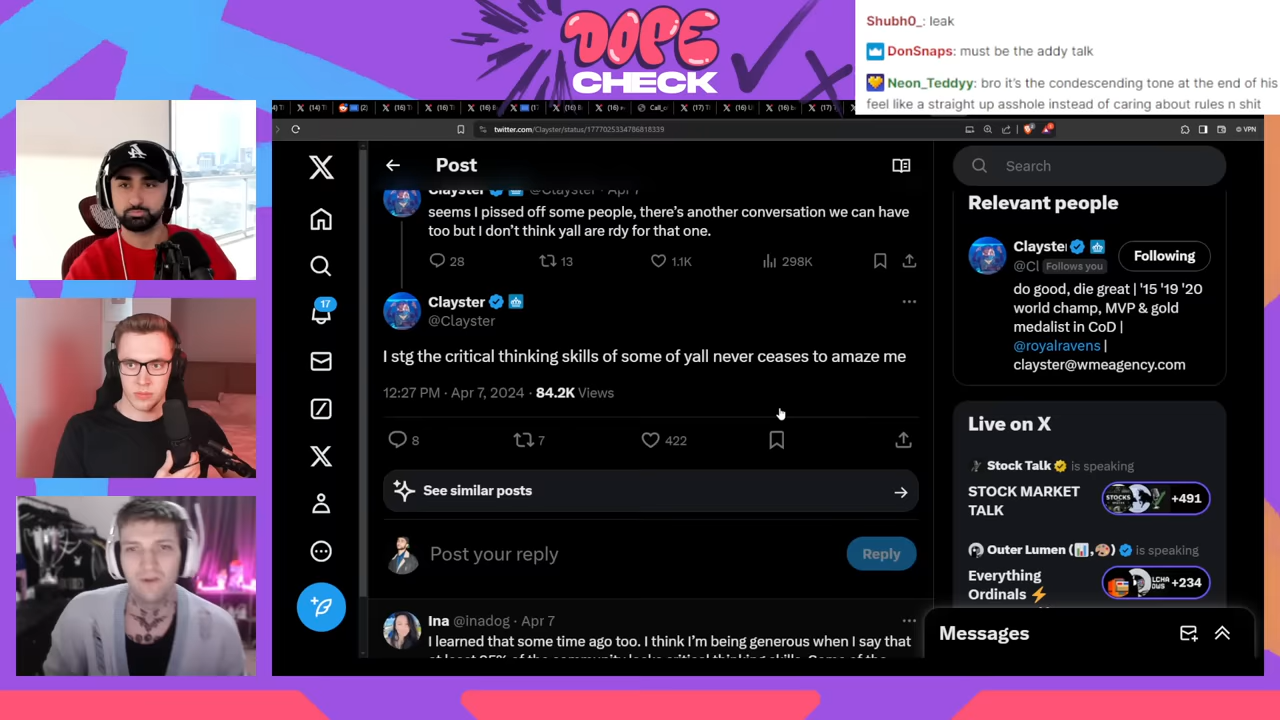 DOPE
CHECK
Shubh0_: leak
DonSnaps: must be the addy talk
Neon_Teddyy: bro it's the condescending tone at the end of his
feel like a straight up asshole instead of caring about rules n shit
twitter.com/Clayster/status/1777025334786818339
VPN
Post
Search
Clayster @Clayster · Apr 7
seems I pissed off some people, there's another conversation we can have
too but I don't think yall are rdy for that one.
28 13 1.1K 298K
17
Clayster
@Clayster
I stg the critical thinking skills of some of yall never ceases to amaze me
12:27 PM · Apr 7, 2024 · 84.2K Views
8 7 422
See similar posts
Post your reply
Reply
Ina @inadog · Apr 7
I learned that some time ago too. I think I'm being generous when I say that
Relevant people
Clayster
@Cl Follows you
Following
do good, die great | '15 '19 '20
world champ, MVP & gold
medalist in CoD |
@royalravens |
clayster@wmeagency.com
Live on X
Stock Talk is speaking
STOCK MARKET
TALK
+491
Outer Lumen is speaking
Everything
Ordinals
+234
Messages